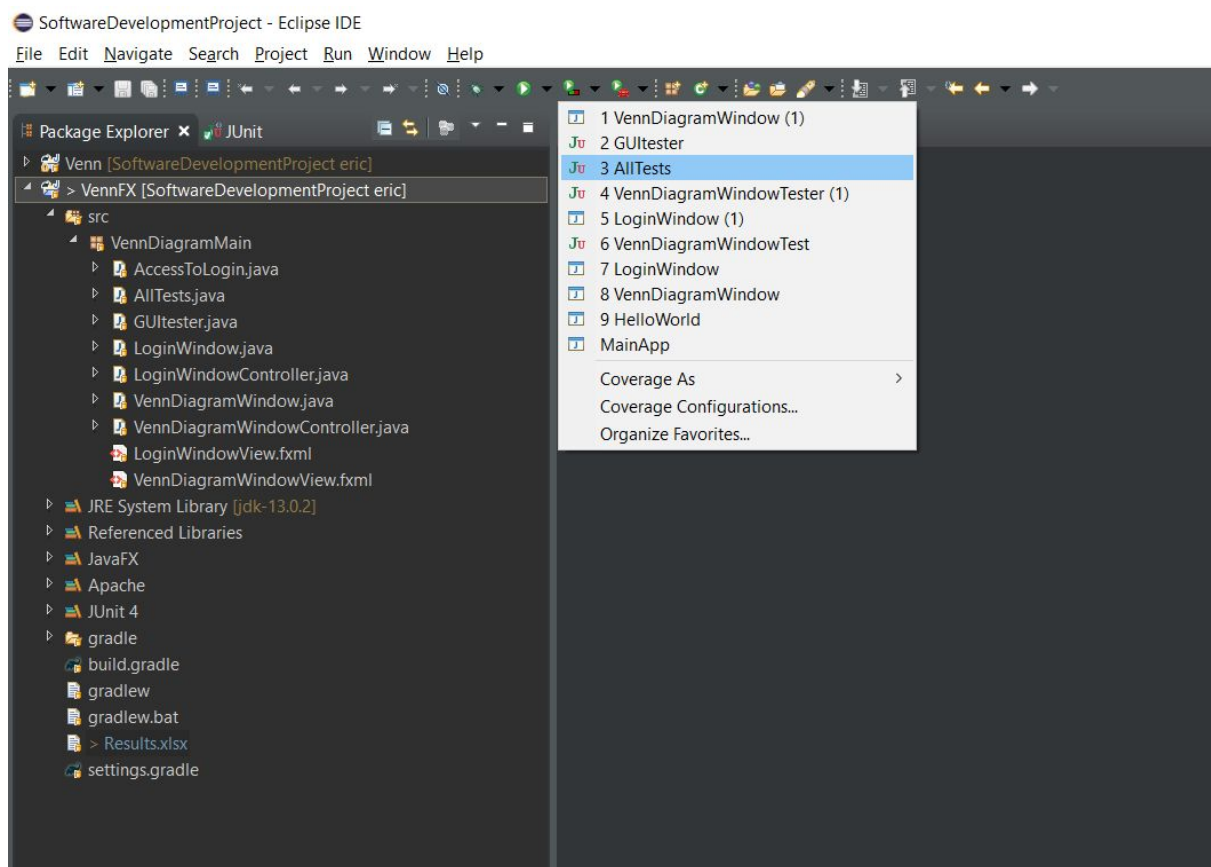 SoftwareDevelopmentProject - Eclipse IDE
File Edit Navigate Search Project Run Window Help
Package Explorer JUnit
Venn [SoftwareDevelopmentProject eric]
> VennFX [SoftwareDevelopmentProject eric]
src
VennDiagramMain
AccessToLogin.java
AllTests.java
GUItester.java
LoginWindow.java
LoginWindowController.java
VennDiagramWindow.java
VennDiagramWindowController.java
LoginWindowView.fxml
VennDiagramWindowView.fxml
JRE System Library [jdk-13.0.2]
Referenced Libraries
JavaFX
Apache
JUnit 4
gradle
build.gradle
gradlew
gradlew.bat
> Results.xlsx
settings.gradle
1 VennDiagramWindow (1)
Ju 2 GUItester
Ju 3 AllTests
Ju 4 VennDiagramWindowTester (1)
5 LoginWindow (1)
Ju 6 VennDiagramWindowTest
7 LoginWindow
8 VennDiagramWindow
9 HelloWorld
MainApp
Coverage As
Coverage Configurations...
Organize Favorites...